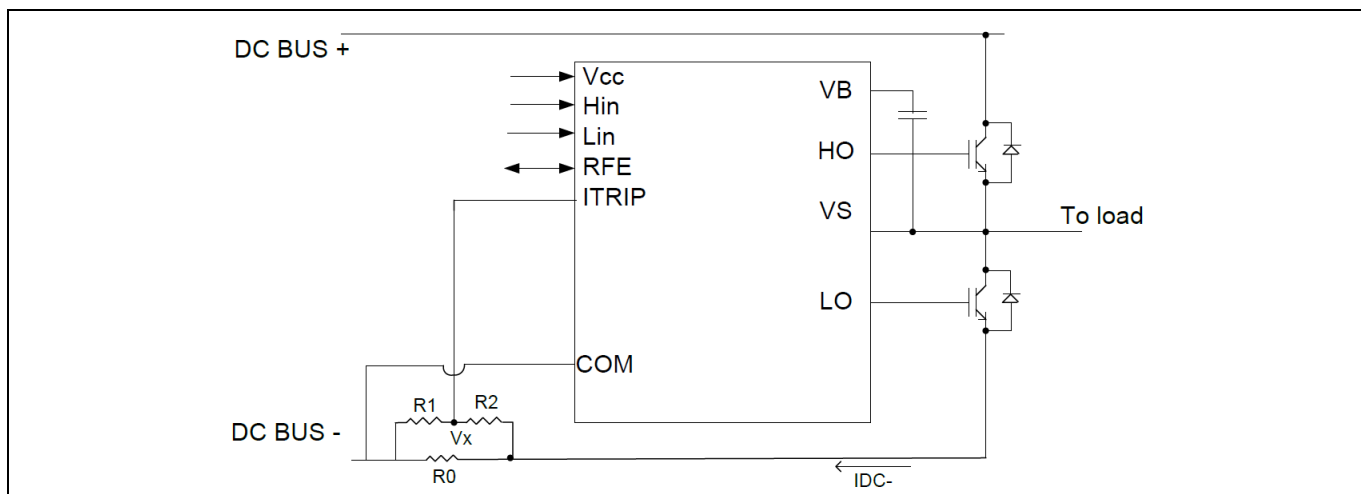 DC BUS +
Vcc
Hin
Lin
RFE
ITRIP
COM
VB
HO
VS
LO
To load
R1
R2
Vx
DC BUS -
R0
IDC-